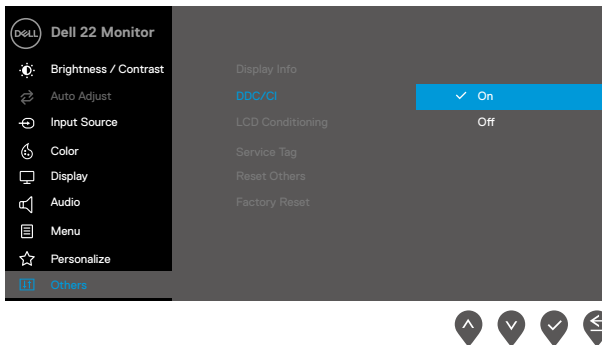 DELL Dell 22 Monitor
Brightness / Contrast
Auto Adjust
Input Source
Color
Display
Audio
Menu
Personalize
Others
Display Info
DDC/CI
LCD Conditioning
Service Tag
Reset Others
Factory Reset
On
Off